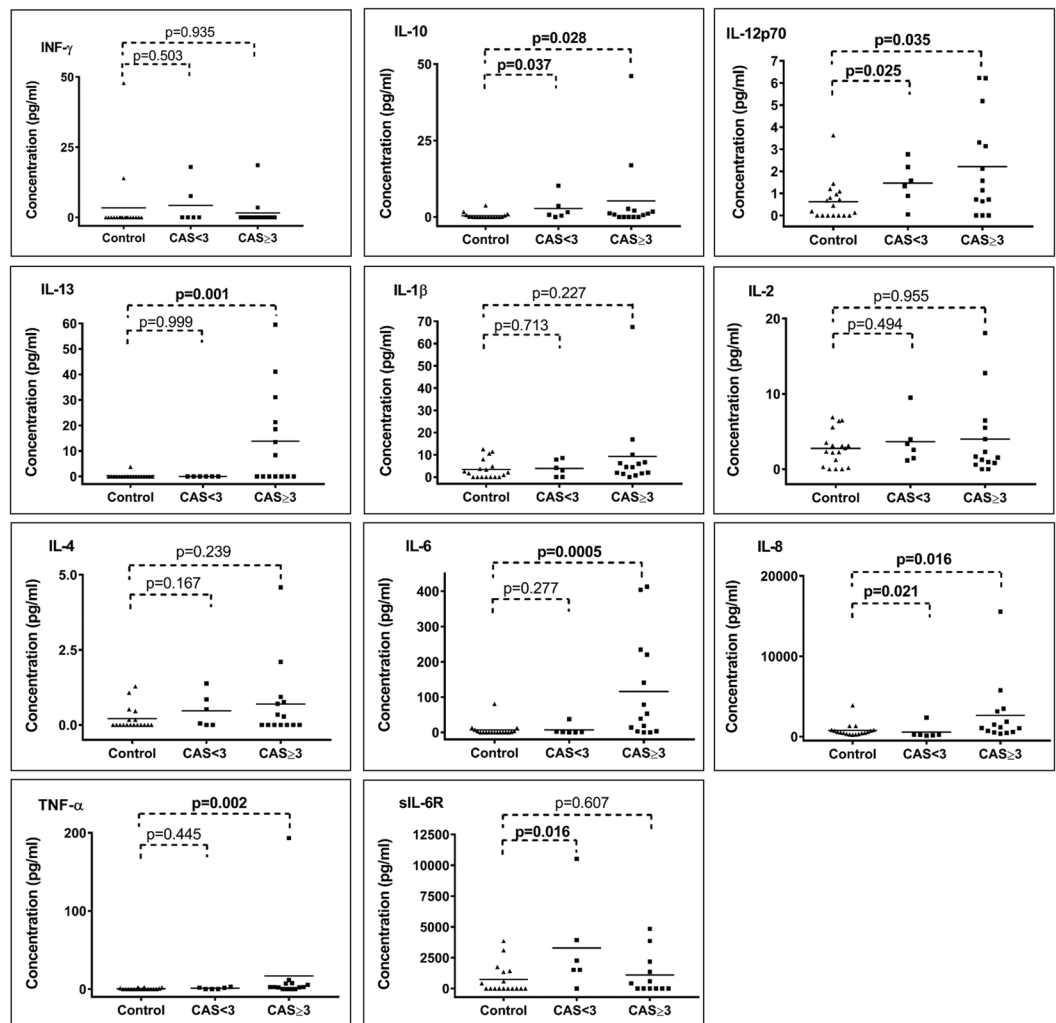 INF-γ
p=0.935
p=0.503
Concentration (pg/ml)
50
25
0
Control CAS<3 CAS≥3
IL-10
p=0.028
p=0.037
Concentration (pg/ml)
50
25
0
Control CAS<3 CAS≥3
IL-12p70
p=0.035
p=0.025
Concentration (pg/ml)
7
6
5
4
3
2
1
0
Control CAS<3 CAS≥3
IL-13
p=0.001
p=0.999
Concentration (pg/ml)
60
50
40
30
20
10
0
Control CAS<3 CAS≥3
IL-1β
p=0.227
p=0.713
Concentration (pg/ml)
70
60
50
40
30
20
10
0
Control CAS<3 CAS≥3
IL-2
p=0.955
p=0.494
Concentration (pg/ml)
20
10
0
Control CAS<3 CAS≥3
IL-4
p=0.239
p=0.167
Concentration (pg/ml)
5.0
2.5
0.0
Control CAS<3 CAS≥3
IL-6
p=0.0005
p=0.277
Concentration (pg/ml)
400
300
200
100
0
Control CAS<3 CAS≥3
IL-8
p=0.016
p=0.021
Concentration (pg/ml)
20000
10000
0
Control CAS<3 CAS≥3
TNF-α
p=0.002
p=0.445
Concentration (pg/ml)
200
100
0
Control CAS<3 CAS≥3
sIL-6R
p=0.607
p=0.016
Concentration (pg/ml)
12500
10000
7500
5000
2500
0
Control CAS<3 CAS≥3